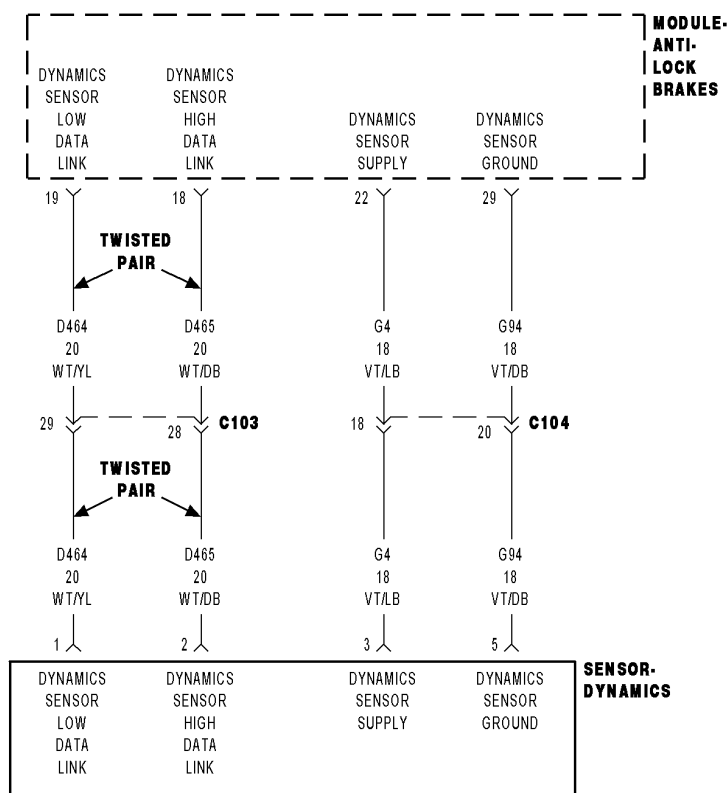 MODULE-
ANTI-
LOCK
BRAKES
DYNAMICS
SENSOR
LOW
DATA
LINK
DYNAMICS
SENSOR
HIGH
DATA
LINK
DYNAMICS
SENSOR
SUPPLY
DYNAMICS
SENSOR
GROUND
19 18 22 29
TWISTED
PAIR
D464 D465 G4 G94
20 20 18 18
WT/YL WT/DB VT/LB VT/DB
29 28 C103 18 20 C104
TWISTED
PAIR
D464 D465 G4 G94
20 20 18 18
WT/YL WT/DB VT/LB VT/DB
1 2 3 5
SENSOR-
DYNAMICS
DYNAMICS
SENSOR
LOW
DATA
LINK
DYNAMICS
SENSOR
HIGH
DATA
LINK
DYNAMICS
SENSOR
SUPPLY
DYNAMICS
SENSOR
GROUND